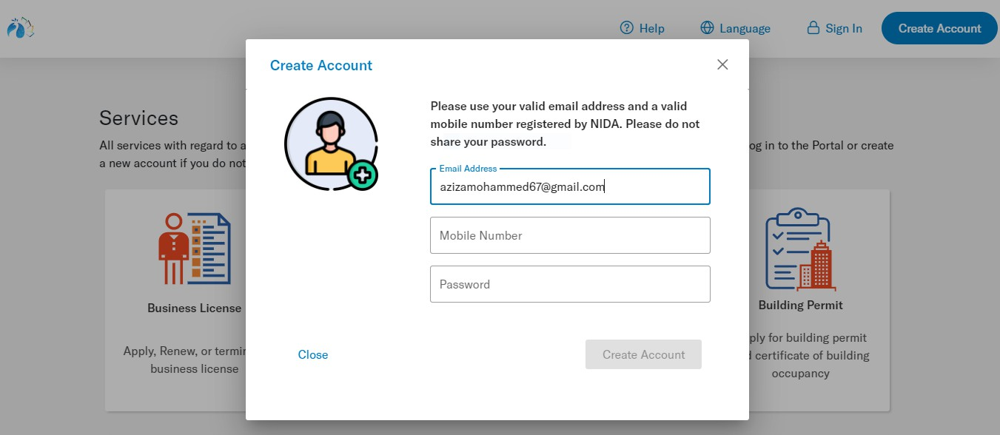 Help
Language
Sign In
Create Account
Create Account
Please use your valid email address and a valid
mobile number registered by NIDA. Please do not
share your password.
Email Address
azizamohammed67@gmail.com
Mobile Number
Password
Close
Create Account
Services
All services with regard to a
og in to the Portal or create
a new account if you do not
Business License
Apply, Renew, or termin
business license
Building Permit
ply for building permit
certificate of building
occupancy